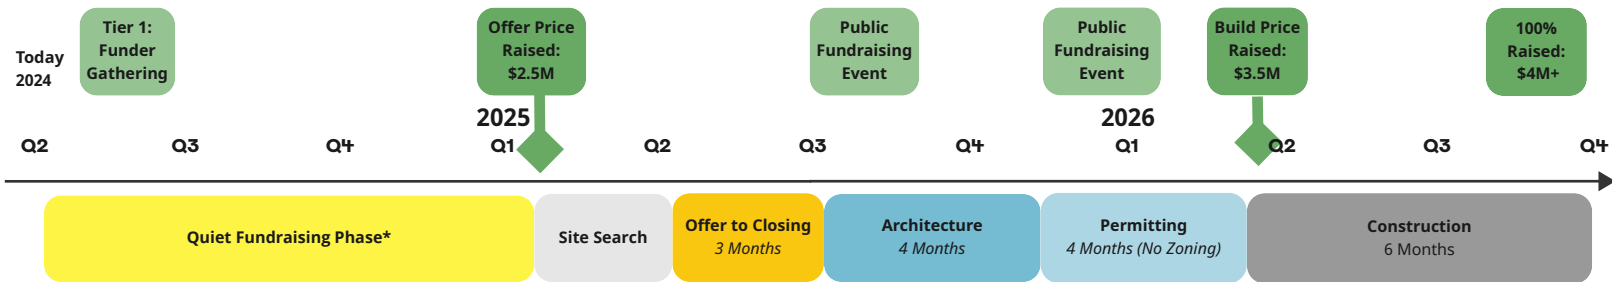 Today
2024
Tier 1:
Funder
Gathering
Offer Price
Raised:
$2.5M
Public
Fundraising
Event
Public
Fundraising
Event
Build Price
Raised:
$3.5M
100%
Raised:
$4M+
2025
2026
Q2 Q3 Q4 Q1 Q2 Q3 Q4 Q1 Q2 Q3 Q4
Quiet Fundraising Phase*
Site Search
Offer to Closing
3 Months
Architecture
4 Months
Permitting
4 Months (No Zoning)
Construction
6 Months